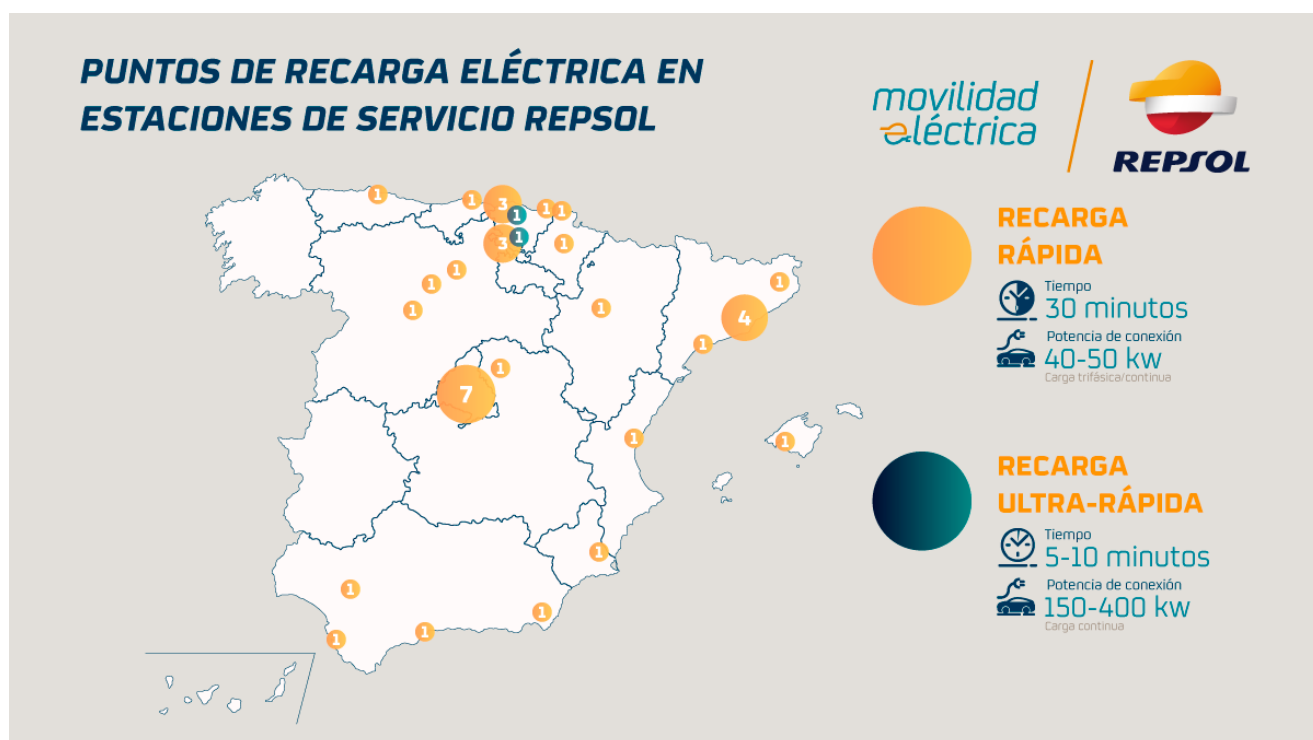 PUNTOS DE RECARGA ELÉCTRICA EN
ESTACIONES DE SERVICIO REPSOL
movilidad
eléctrica
REPSOL
1
1
3
1
1
1
3
1
1
1
1
1
1
1
4
1
1
7
1
1
1
1
1
1
1
RECARGA
RÁPIDA
Tiempo
30 minutos
Potencia de conexión
40-50 kw
Carga trifásica/continua
RECARGA
ULTRA-RÁPIDA
Tiempo
5-10 minutos
Potencia de conexión
150-400 kw
Carga continua